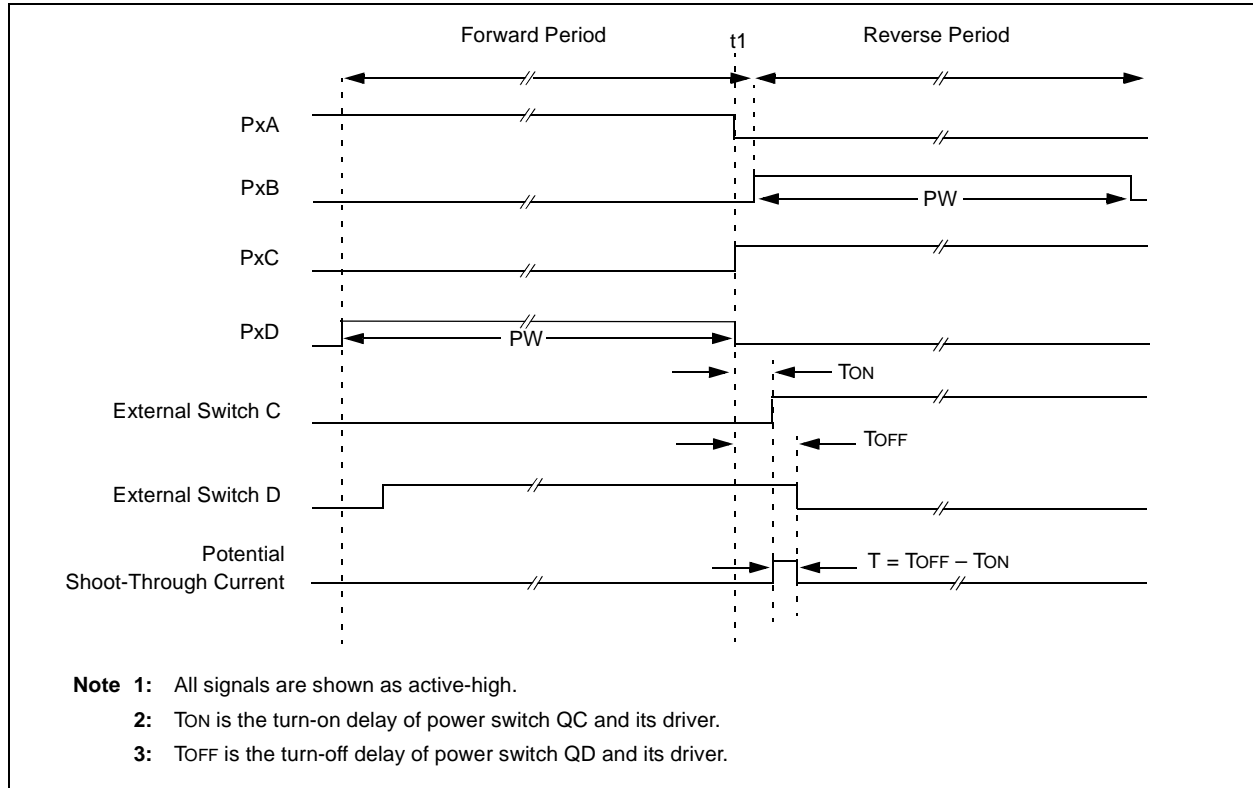 Forward Period
t1
Reverse Period
PxA
PxB
PW
PxC
PxD
PW
TON
External Switch C
TOFF
External Switch D
Potential
Shoot-Through Current
T = TOFF – TON
Note 1: All signals are shown as active-high.
2: TON is the turn-on delay of power switch QC and its driver.
3: TOFF is the turn-off delay of power switch QD and its driver.